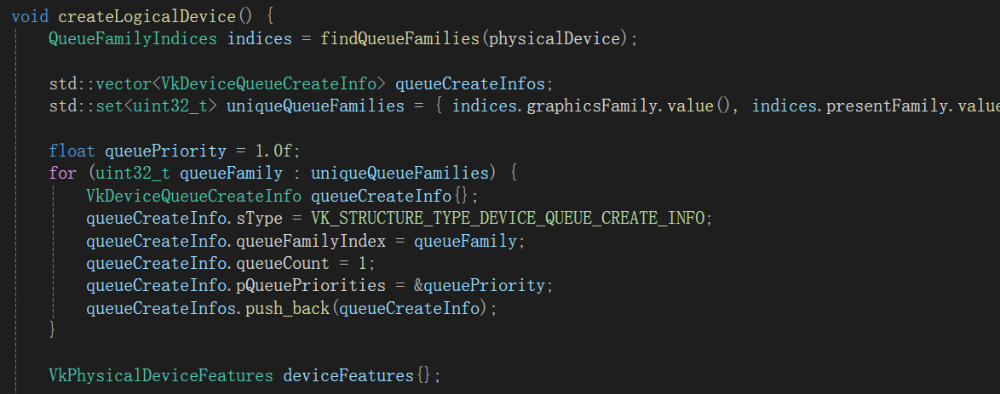 void createLogicalDevice() {
QueueFamilyIndices indices = findQueueFamilies(physicalDevice);
std::vector<VkDeviceQueueCreateInfo> queueCreateInfos;
std::set<uint32_t> uniqueQueueFamilies = { indices.graphicsFamily.value(), indices.presentFamily.value
float queuePriority = 1.0f;
for (uint32_t queueFamily : uniqueQueueFamilies) {
VkDeviceQueueCreateInfo queueCreateInfo{};
queueCreateInfo.sType = VK_STRUCTURE_TYPE_DEVICE_QUEUE_CREATE_INFO;
queueCreateInfo.queueFamilyIndex = queueFamily;
queueCreateInfo.queueCount = 1;
queueCreateInfo.pQueuePriorities = &queuePriority;
queueCreateInfos.push_back(queueCreateInfo);
}
VkPhysicalDeviceFeatures deviceFeatures{};